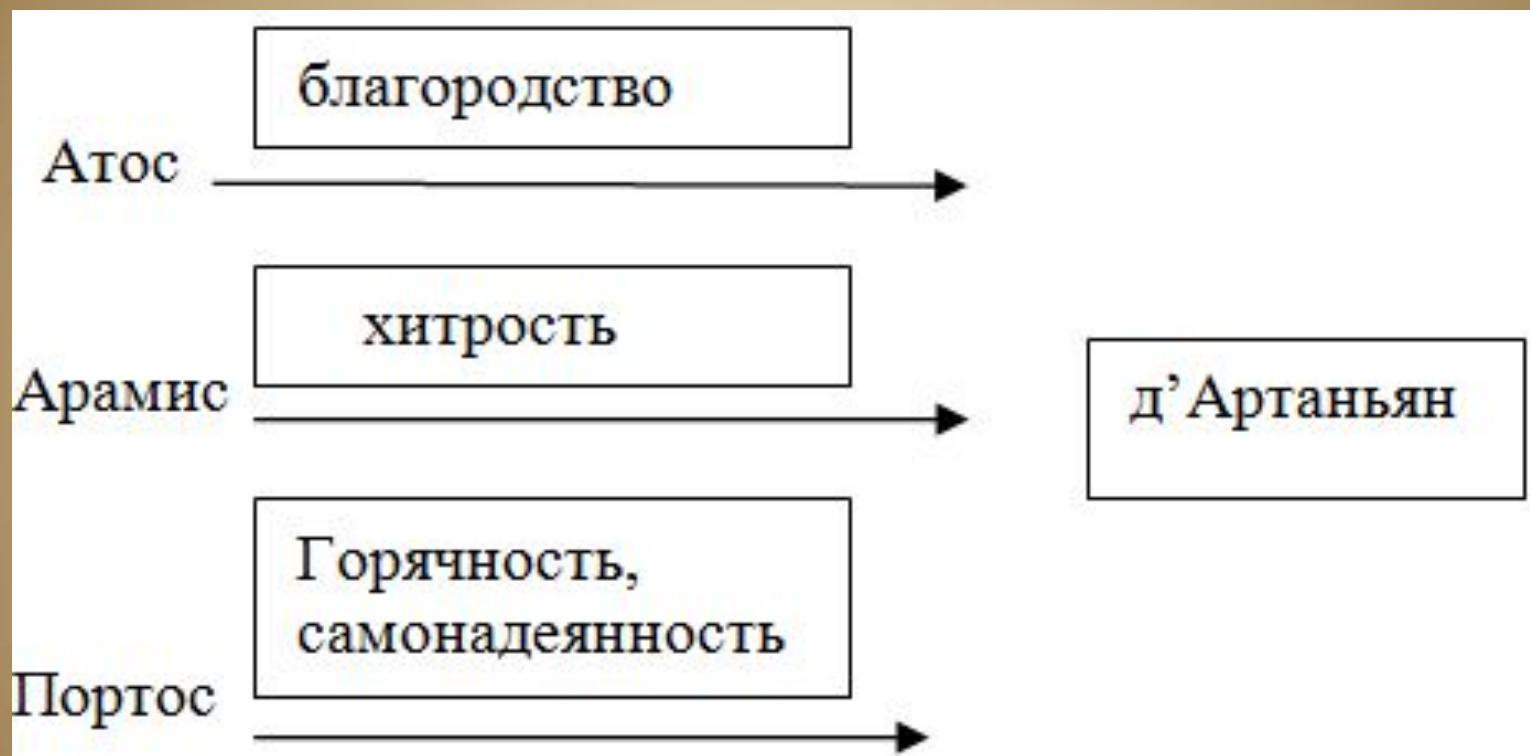 благородство
Атос
хитрость
Арамис
д’Артаньян
Горячность,
самонадеянность
Портос